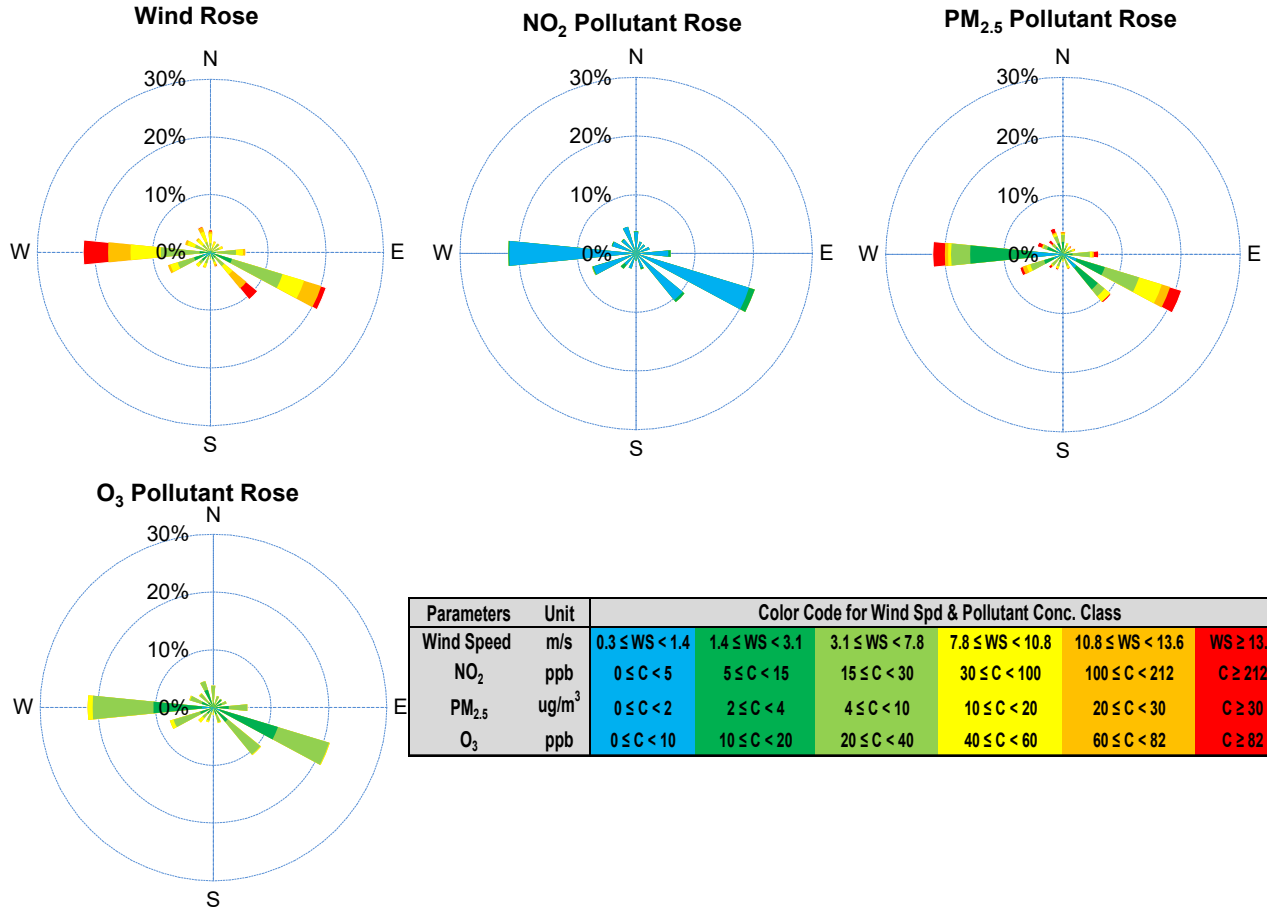 Wind Rose
N
30%
20%
10%
0%
W
E
S
NO2 Pollutant Rose
N
30%
20%
10%
0%
W
E
S
PM2.5 Pollutant Rose
N
30%
20%
10%
0%
W
E
S
O3 Pollutant Rose
N
30%
20%
10%
0%
W
E
S
Parameters Unit Color Code for Wind Spd & Pollutant Conc. Class
Wind Speed m/s 0.3 ≤ WS < 1.4 1.4 ≤ WS < 3.1 3.1 ≤ WS < 7.8 7.8 ≤ WS < 10.8 10.8 ≤ WS < 13.6 WS ≥ 13.
NO2 ppb 0 ≤ C < 5 5 ≤ C < 15 15 ≤ C < 30 30 ≤ C < 100 100 ≤ C < 212 C ≥ 212
PM2.5 ug/m3 0 ≤ C < 2 2 ≤ C < 4 4 ≤ C < 10 10 ≤ C < 20 20 ≤ C < 30 C ≥ 30
O3 ppb 0 ≤ C < 10 10 ≤ C < 20 20 ≤ C < 40 40 ≤ C < 60 60 ≤ C < 82 C ≥ 82